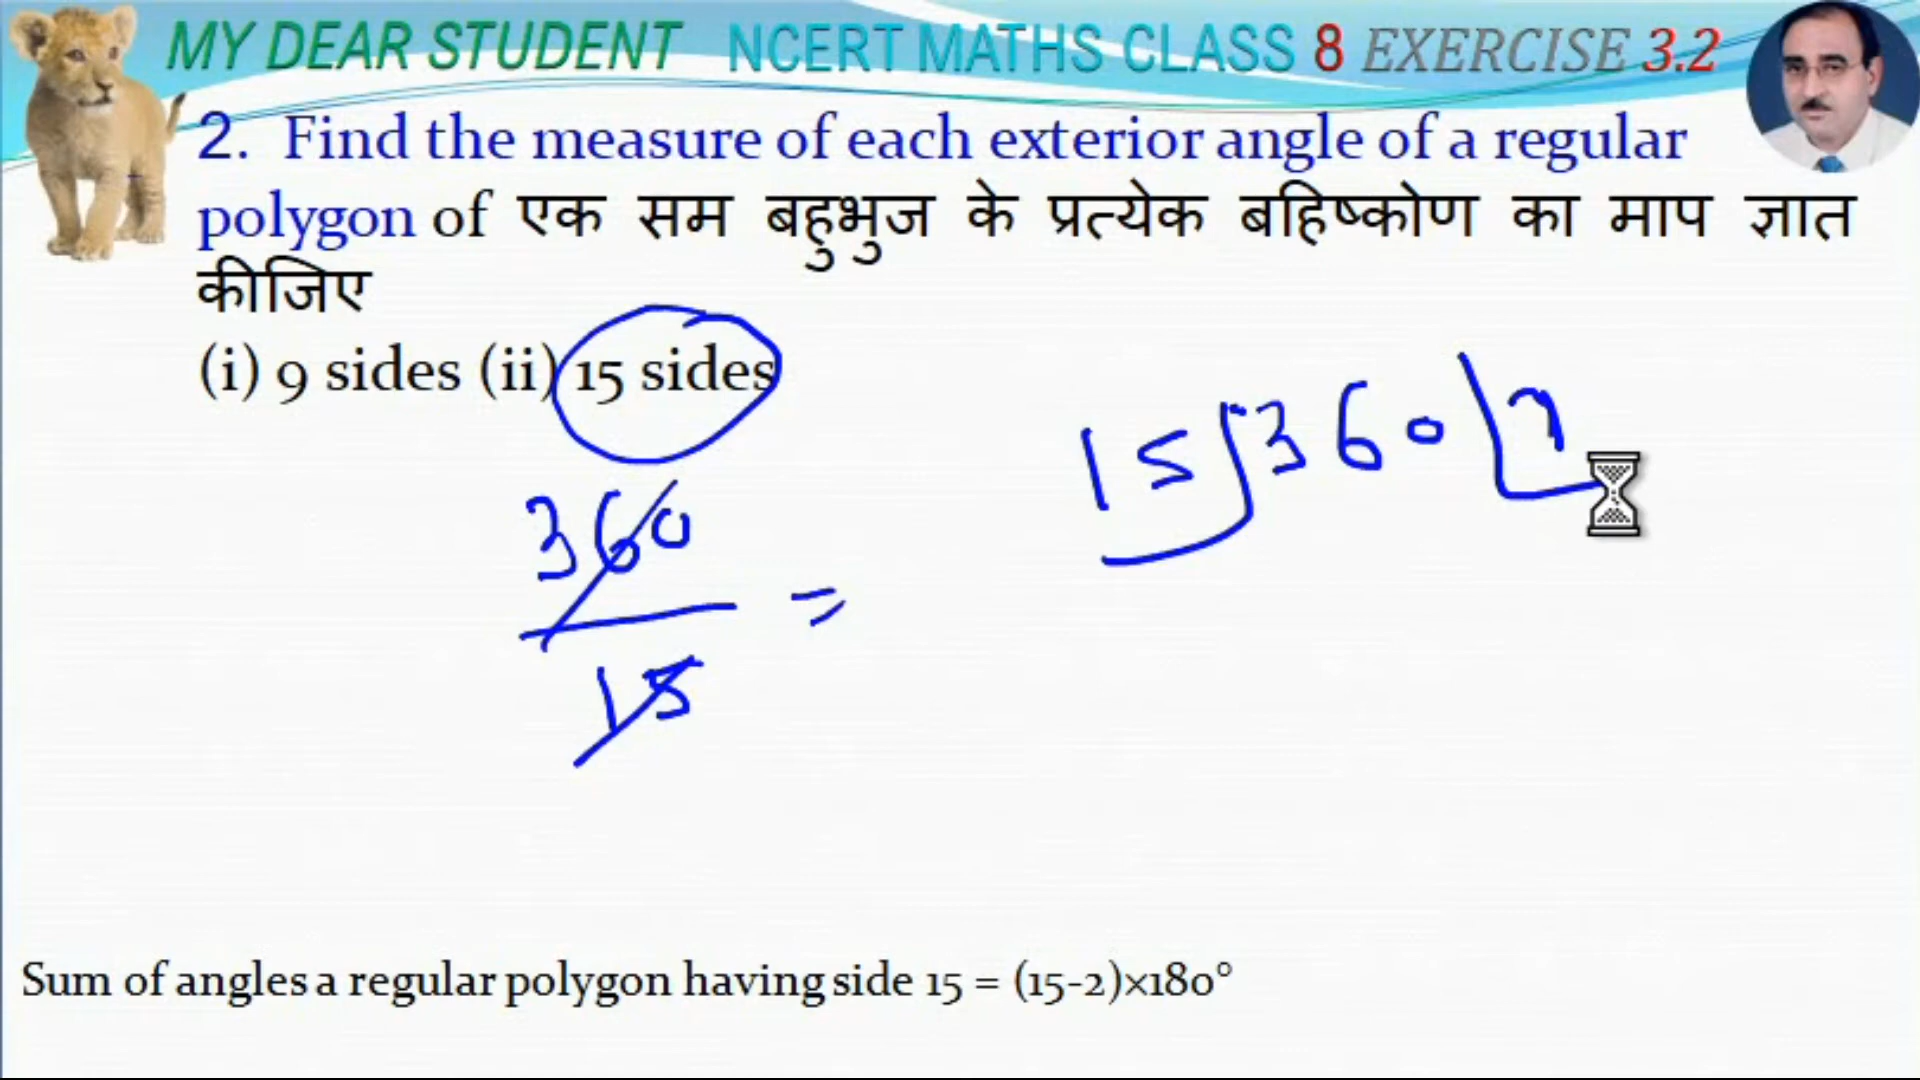 MY DEAR STUDENT NCERT MATHS CLASS 8 EXERCISE 3.2
2. Find the measure of each exterior angle of a regular
polygon of एक सम बहुभुज के प्रत्येक बहिष्कोण का माप ज्ञात
कीजिए
(i) 9 sides (ii) 15 sides
15 360
360
=
15
Sum of angles a regular polygon having side 15 = (15-2)×180°